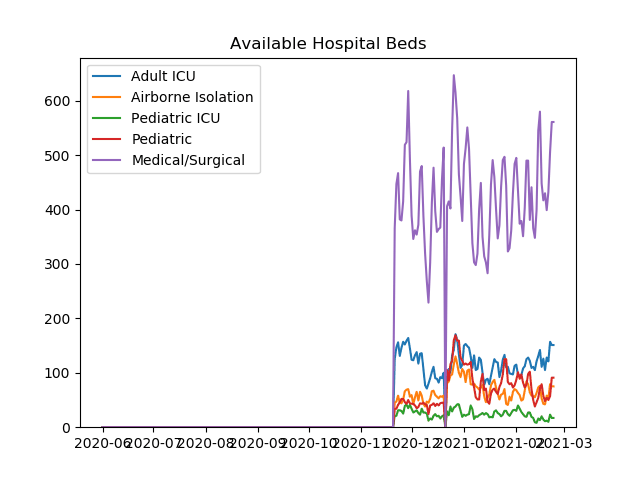 Available Hospital Beds
Adult ICU
Airborne Isolation
Pediatric ICU
Pediatric
Medical/Surgical
600
500
400
300
200
100
0
2020-06 2020-07 2020-08 2020-09 2020-10 2020-11 2020-12 2021-01 2021-02 2021-03